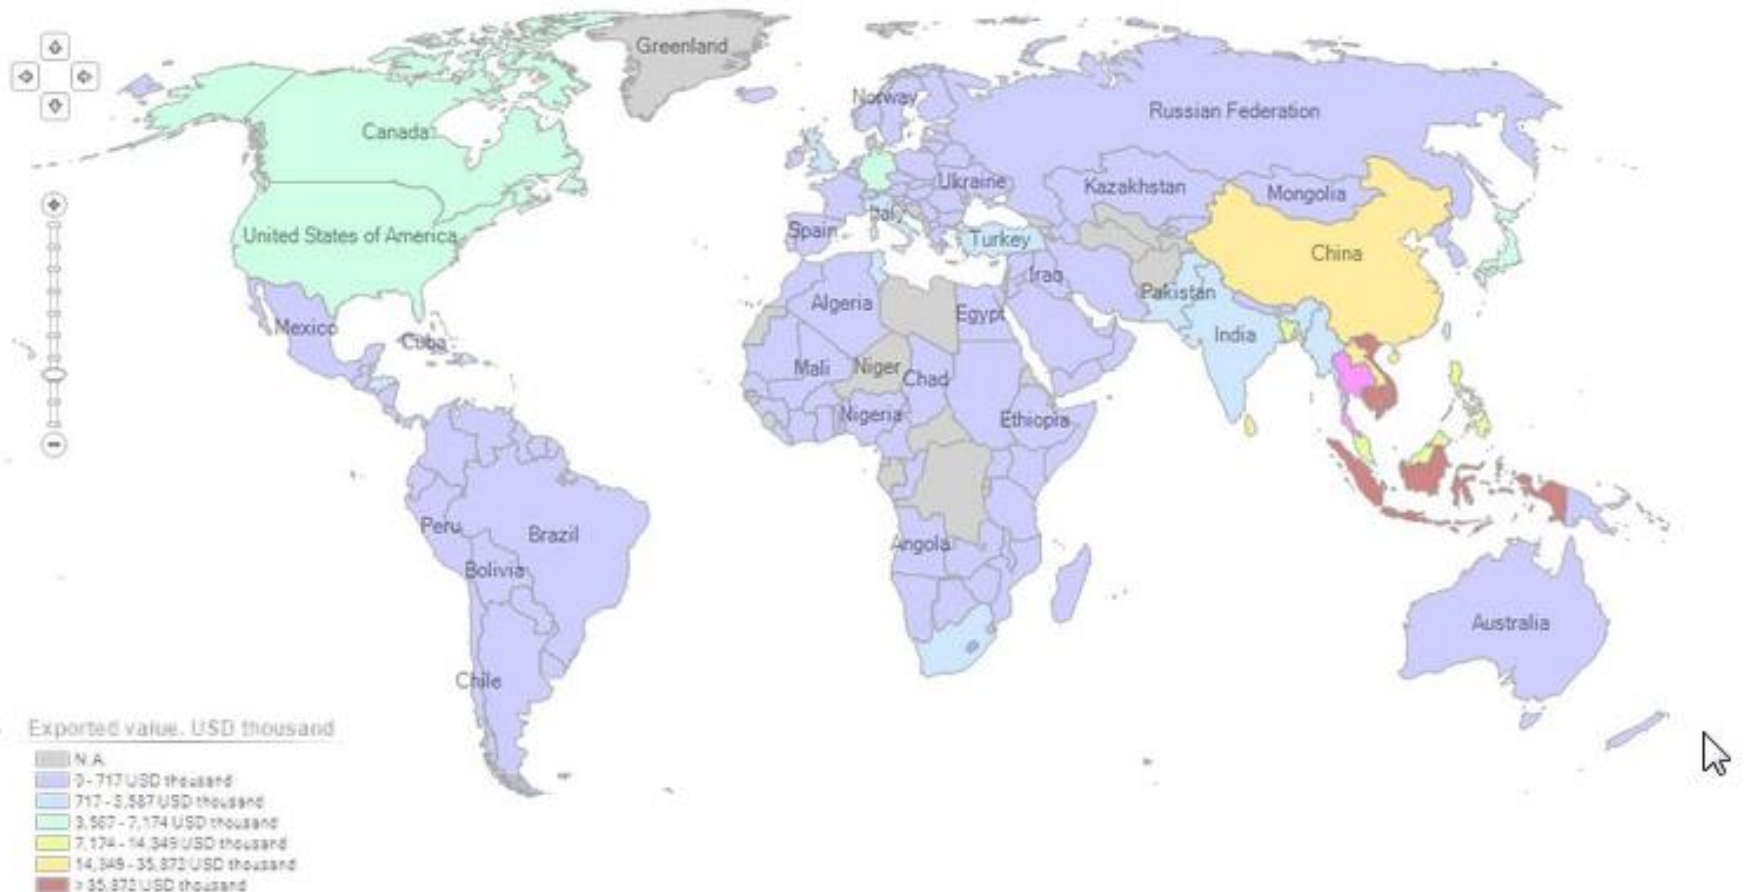 Greenland
Norway
Russian Federation
Canada
Ukraine
Kazakhstan
Mongolia
Italy
Spain
United States of America
Turkey
China
Iraq
Pakistan
Algeria
Egypt
Mexico
India
Cuba
Mali
Niger
Chad
Nigeria
Ethiopia
Peru
Brazil
Angola
Bolivia
Australia
Chile
Exported value, USD thousand
N.A.
0 - 717 USD thousand
717 - 3,587 USD thousand
3,587 - 7,174 USD thousand
7,174 - 14,349 USD thousand
14,349 - 35,872 USD thousand
> 35,872 USD thousand